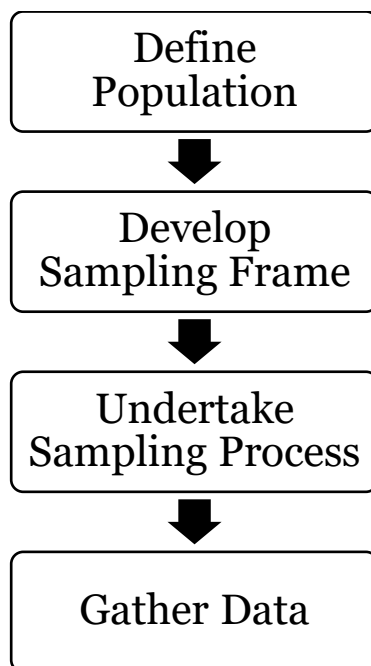 Define
Population
Develop
Sampling Frame
Undertake
Sampling Process
Gather Data